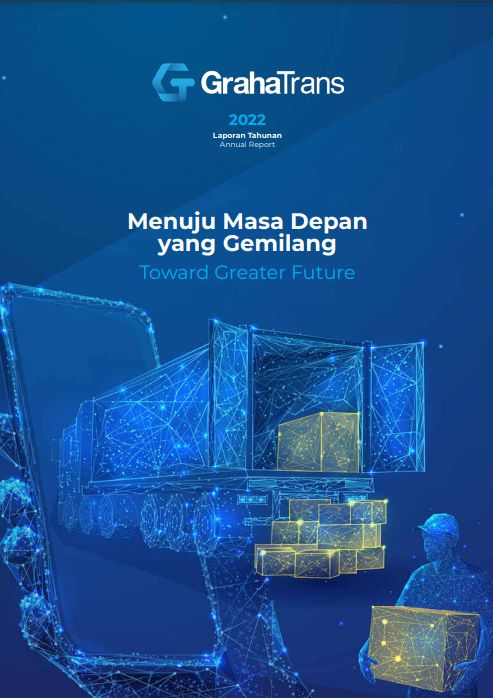 GrahaTrans
2022
Laporan Tahunan
Annual Report
Menuju Masa Depan
yang Gemilang
Toward Greater Future